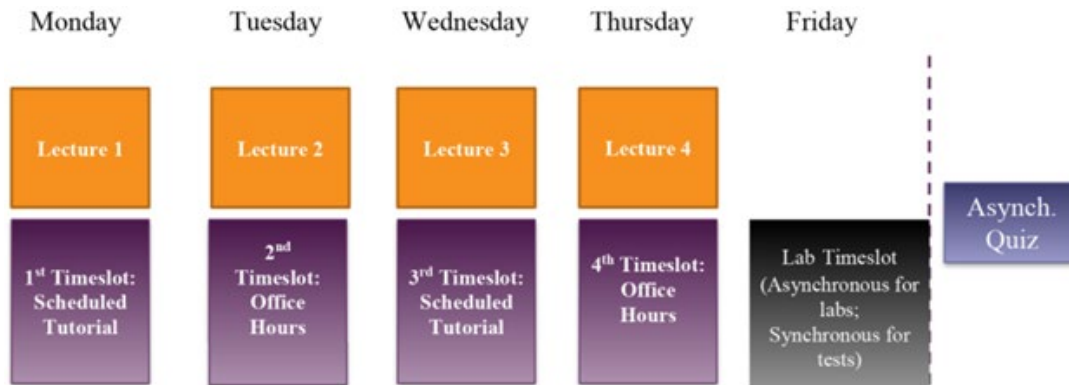 Monday
Tuesday
Wednesday
Thursday
Friday
Lecture 1
Lecture 2
Lecture 3
Lecture 4
1st Timeslot:
Scheduled
Tutorial
2nd
Timeslot:
Office
Hours
3rd Timeslot:
Scheduled
Tutorial
4th Timeslot:
Office
Hours
Lab Timeslot
(Asynchronous for
labs;
Synchronous for
tests)
Asynch.
Quiz